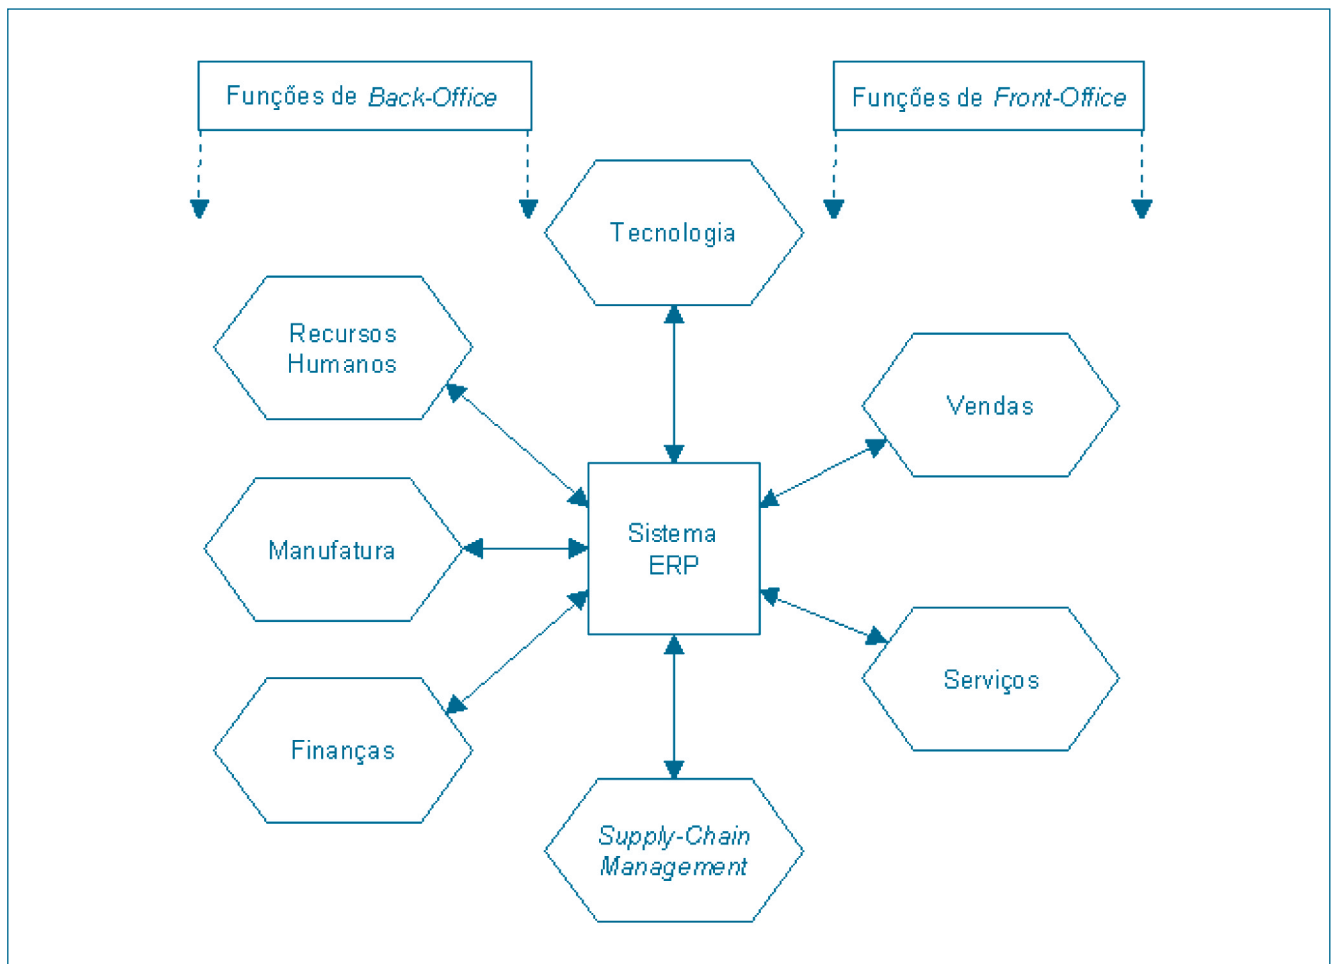 Funções de Back-Office
Funções de Front-Office
Tecnologia
Recursos
Humanos
Vendas
Manufatura
Sistema
ERP
Serviços
Finanças
Supply-Chain
Management